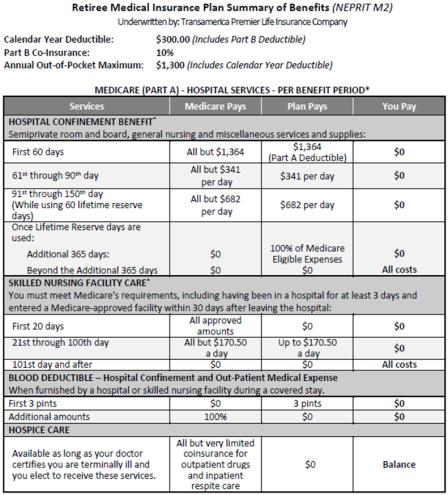 Retiree Medical Insurance Plan Summary of Benefits (NEPRIT M2)
Underwritten by: Transamerica Premier Life Insurance Company
Calendar Year Deductible: $300.00 (Includes Part B Deductible)
Part B Co-Insurance: 10%
Annual Out-of-Pocket Maximum: $1,300 (Includes Calendar Year Deductible)
MEDICARE (PART A) - HOSPITAL SERVICES - PER BENEFIT PERIOD*
Services Medicare Pays Plan Pays You Pay
HOSPITAL CONFINEMENT BENEFIT*
Semiprivate room and board, general nursing and miscellaneous services and supplies:
First 60 days All but $1,364 $1,364 (Part A Deductible) $0
61st through 90th day All but $341 per day $341 per day $0
91st through 150th day (While using 60 lifetime reserve days) All but $682 per day $682 per day $0
Once Lifetime Reserve days are used:
Additional 365 days: $0 100% of Medicare Eligible Expenses $0
Beyond the Additional 365 days $0 $0 All costs
SKILLED NURSING FACILITY CARE*
You must meet Medicare's requirements, including having been in a hospital for at least 3 days and
entered a Medicare-approved facility within 30 days after leaving the hospital:
First 20 days All approved amounts $0 $0
21st through 100th day All but $170.50 a day Up to $170.50 a day $0
101st day and after $0 $0 All costs
BLOOD DEDUCTIBLE – Hospital Confinement and Out-Patient Medical Expense
When furnished by a hospital or skilled nursing facility during a covered stay.
First 3 pints $0 3 pints $0
Additional amounts 100% $0 $0
HOSPICE CARE
Available as long as your doctor certifies you are terminally ill and you elect to receive these services. All but very limited coinsurance for outpatient drugs and inpatient respite care $0 Balance